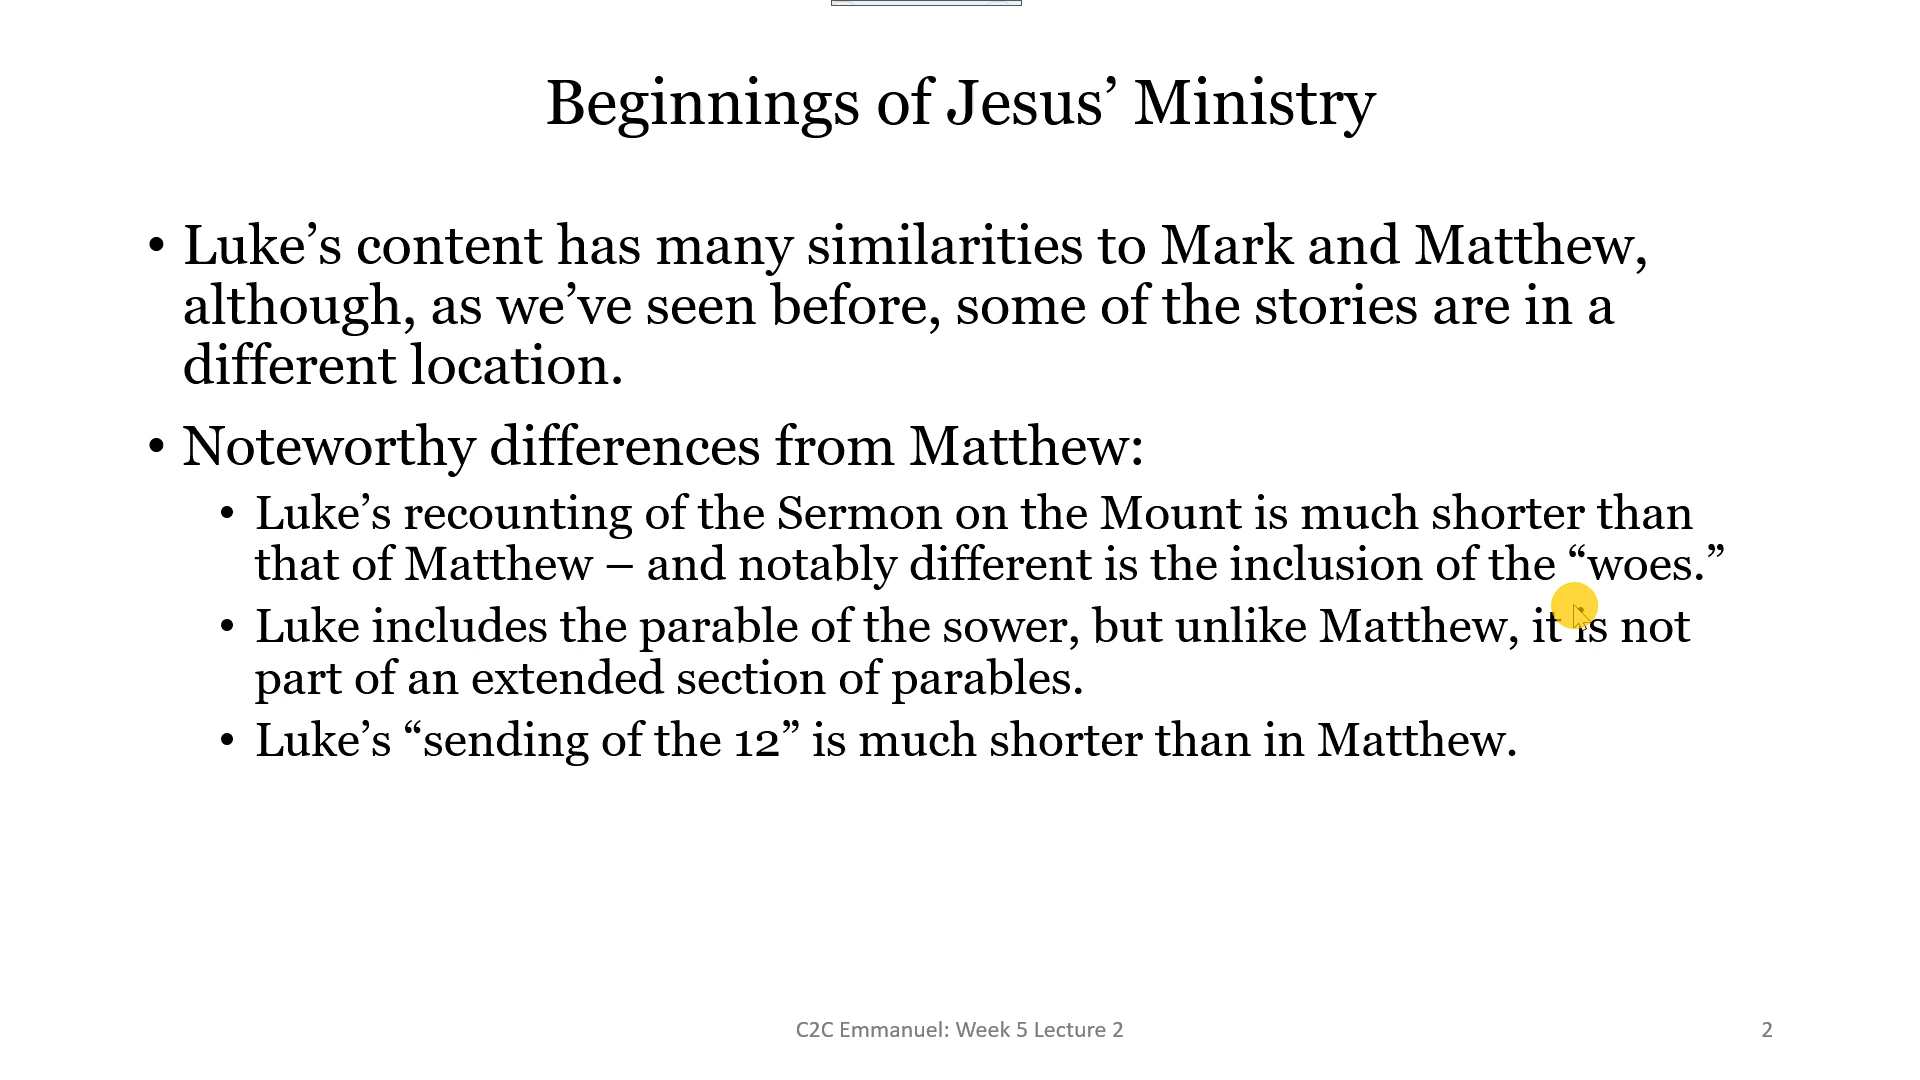 Beginnings of Jesus’ Ministry
• Luke’s content has many similarities to Mark and Matthew,
although, as we’ve seen before, some of the stories are in a
different location.
• Noteworthy differences from Matthew:
• Luke’s recounting of the Sermon on the Mount is much shorter than
that of Matthew – and notably different is the inclusion of the “woes.”
• Luke includes the parable of the sower, but unlike Matthew, it is not
part of an extended section of parables.
• Luke’s “sending of the 12” is much shorter than in Matthew.
C2C Emmanuel: Week 5 Lecture 2
2